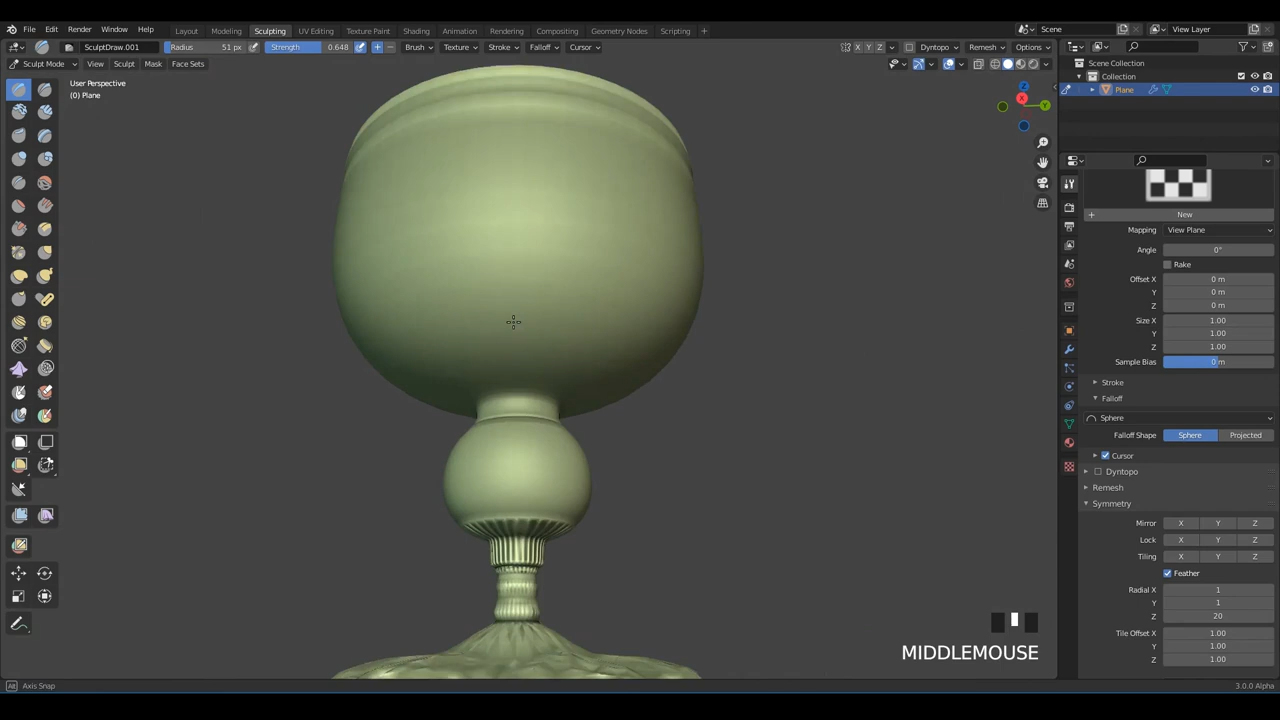 File Edit Render Window Help Layout Modeling Sculpting UV Editing Texture Paint Shading Animation Rendering Compositing Geometry Nodes Scripting + Scene View Layer
SculptDraw.001 Radius 51 px Strength 0.648 + - Brush Texture Stroke Falloff Cursor X Y Z Dyntopo Remesh Options
Sculpt Mode View Sculpt Mask Face Sets
Scene Collection
Collection
Plane
User Perspective
(0) Plane
X
Y
Z
+ New
Mapping View Plane
Angle 0°
Rake
Offset X 0 m
Y 0 m
Z 0 m
Size X 1.00
Y 1.00
Z 1.00
Sample Bias 0 m
Stroke
Falloff
Sphere
Falloff Shape Sphere Projected
Cursor
Dyntopo
Remesh
Symmetry
Mirror X Y Z
Lock X Y Z
Tiling X Y Z
Feather
Radial X 1
Y 1
Z 20
Tile Offset X 1.00
Y 1.00
Z 1.00
MIDDLEMOUSE
Alt Axis Snap
3.0.0 Alpha